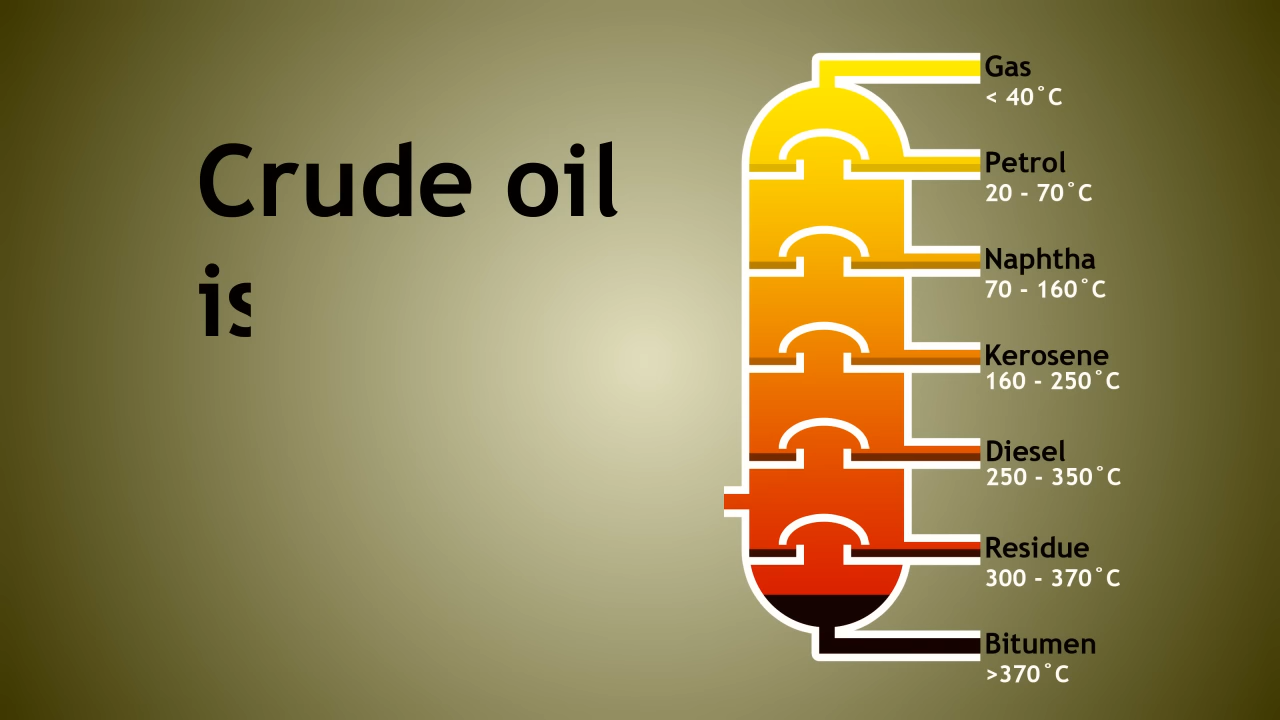 Crude oil
is
Gas
< 40°C
Petrol
20 - 70°C
Naphtha
70 - 160°C
Kerosene
160 - 250°C
Diesel
250 - 350°C
Residue
300 - 370°C
Bitumen
>370°C